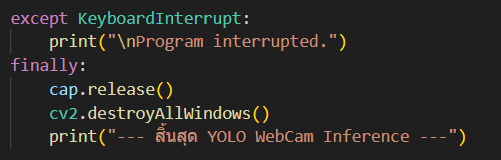 except KeyboardInterrupt:
    print("\nProgram interrupted.")
finally:
    cap.release()
    cv2.destroyAllWindows()
    print("--- สิ้นสุด YOLO WebCam Inference ---")